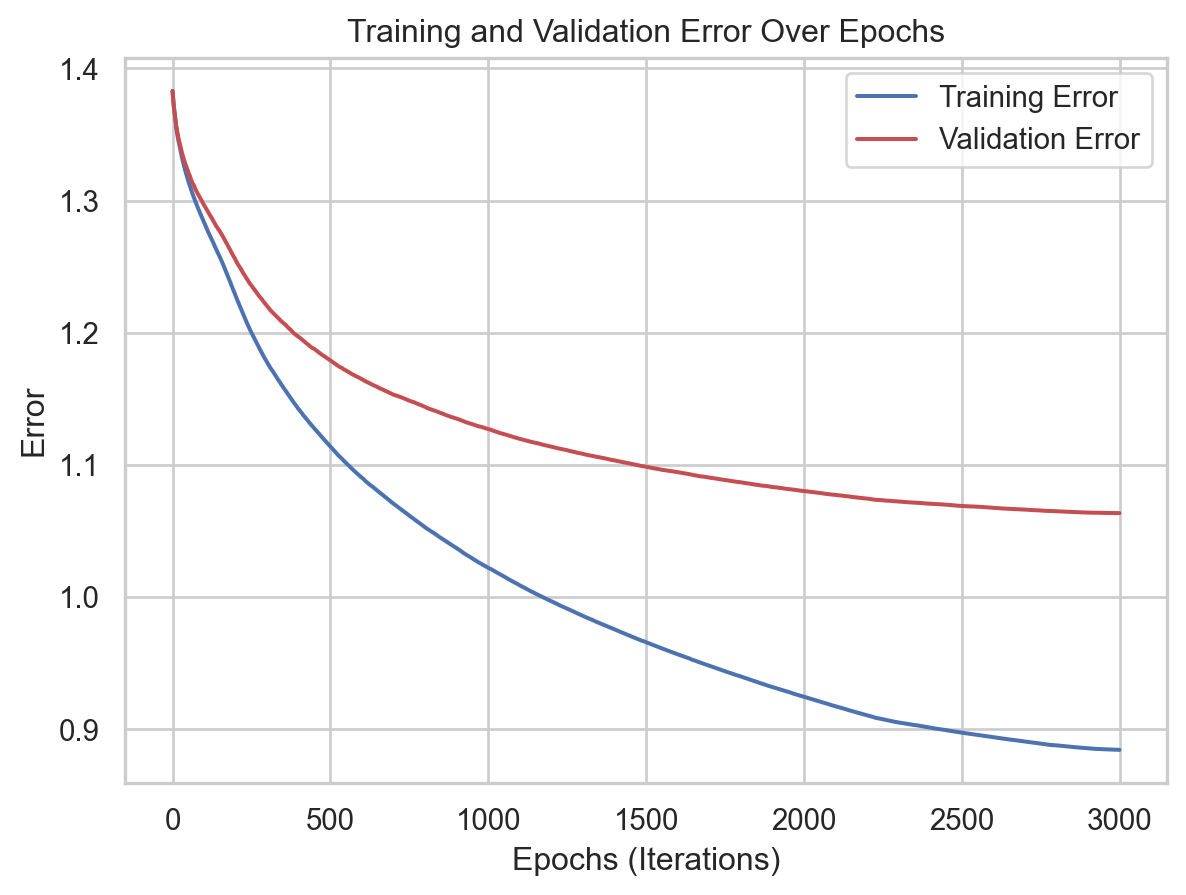 Training and Validation Error Over Epochs
Training Error
Validation Error
Error
1.4
1.3
1.2
1.1
1.0
0.9
0 500 1000 1500 2000 2500 3000
Epochs (Iterations)